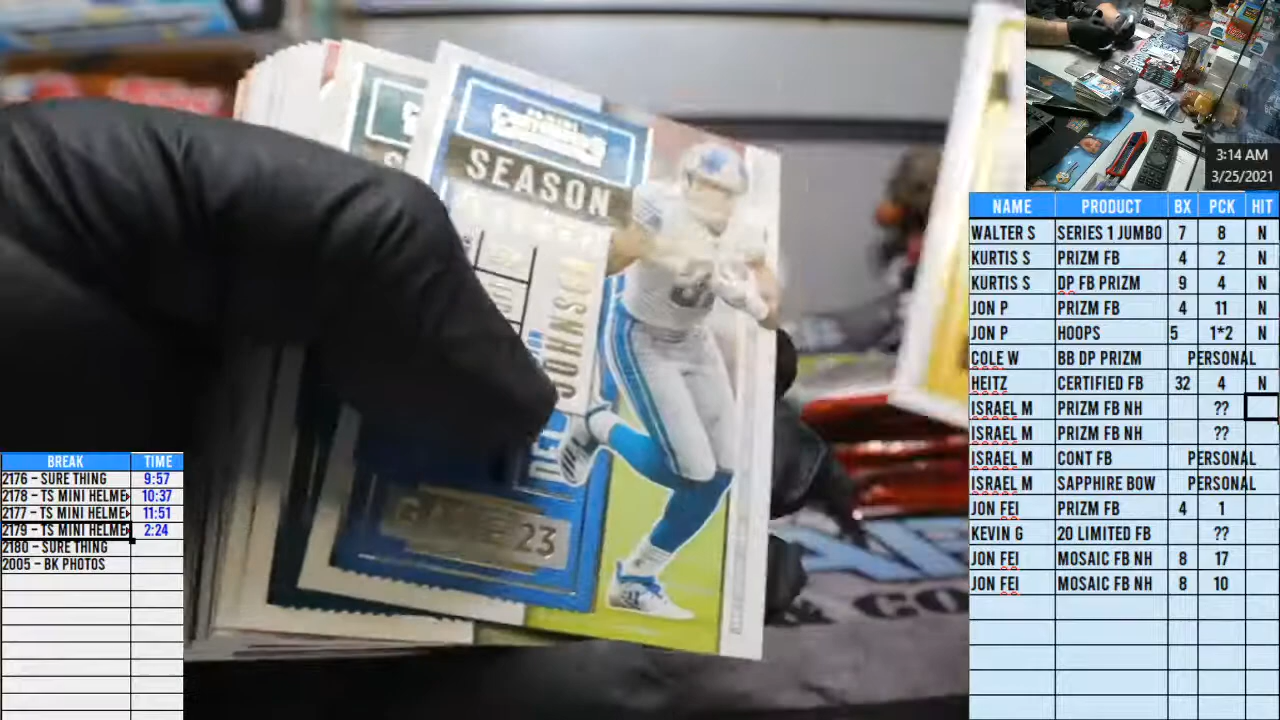 3:14 AM
3/25/2021
NAME PRODUCT BX PCK HIT
WALTER S SERIES 1 JUMBO 7 8 N
KURTIS S PRIZM FB 4 2 N
KURTIS S DP FB PRIZM 9 4 N
JON P PRIZM FB 4 11 N
JON P HOOPS 5 1*2 N
COLE W BB DP PRIZM PERSONAL
HEITZ CERTIFIED FB 32 4 N
ISRAEL M PRIZM FB NH ??
ISRAEL M PRIZM FB NH ??
ISRAEL M CONT FB PERSONAL
ISRAEL M SAPPHIRE BOW PERSONAL
JON FEI PRIZM FB 4 1
KEVIN G 20 LIMITED FB ??
JON FEI MOSAIC FB NH 8 17
JON FEI MOSAIC FB NH 8 10
SEASON
JOHNSON
DET
23
BREAK TIME
2176 – SURE THING 9:57
2178 – TS MINI HELME 10:37
2177 – TS MINI HELME 11:51
2179 – TS MINI HELME 2:24
2180 – SURE THING
2005 – BK PHOTOS